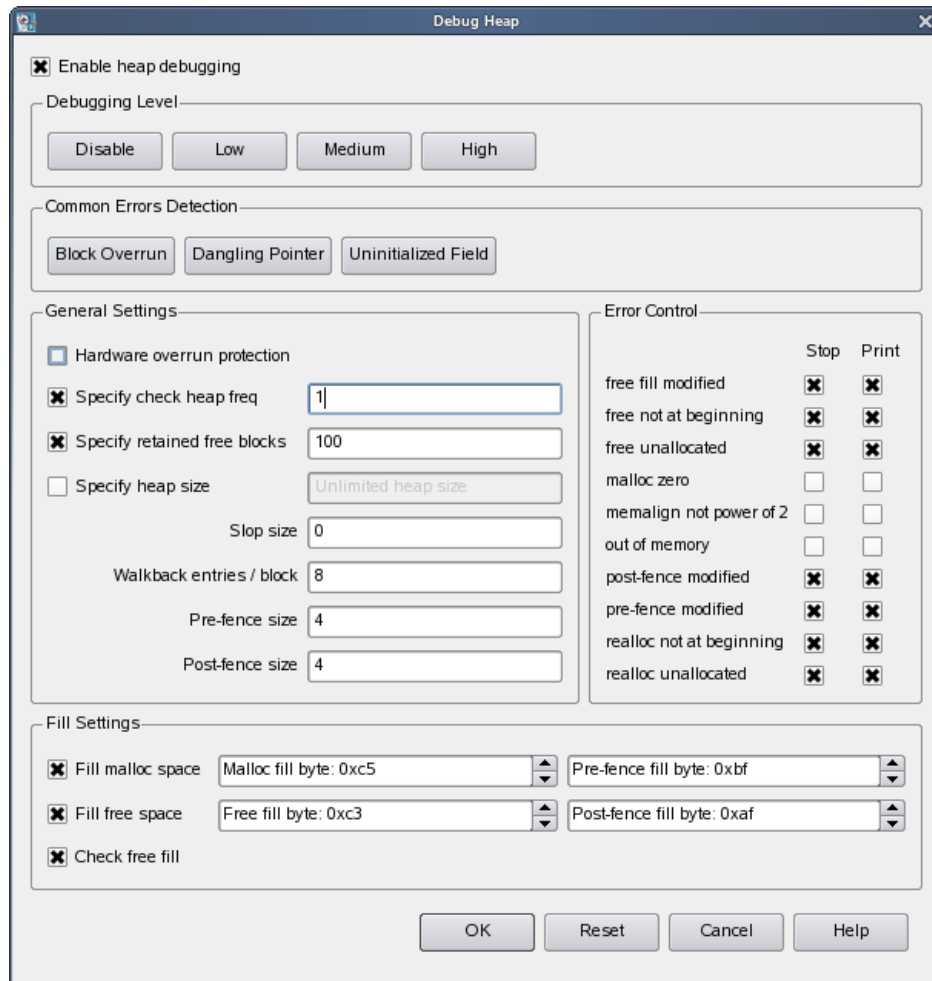 Debug Heap
Enable heap debugging
Debugging Level
Disable Low Medium High
Common Errors Detection
Block Overrun Dangling Pointer Uninitialized Field
General Settings
Hardware overrun protection
Specify check heap freq 1
Specify retained free blocks 100
Specify heap size Unlimited heap size
Slop size 0
Walkback entries / block 8
Pre-fence size 4
Post-fence size 4
Error Control
Stop Print
free fill modified
free not at beginning
free unallocated
malloc zero
memalign not power of 2
out of memory
post-fence modified
pre-fence modified
realloc not at beginning
realloc unallocated
Fill Settings
Fill malloc space Malloc fill byte: 0xc5 Pre-fence fill byte: 0xbf
Fill free space Free fill byte: 0xc3 Post-fence fill byte: 0xaf
Check free fill
OK Reset Cancel Help